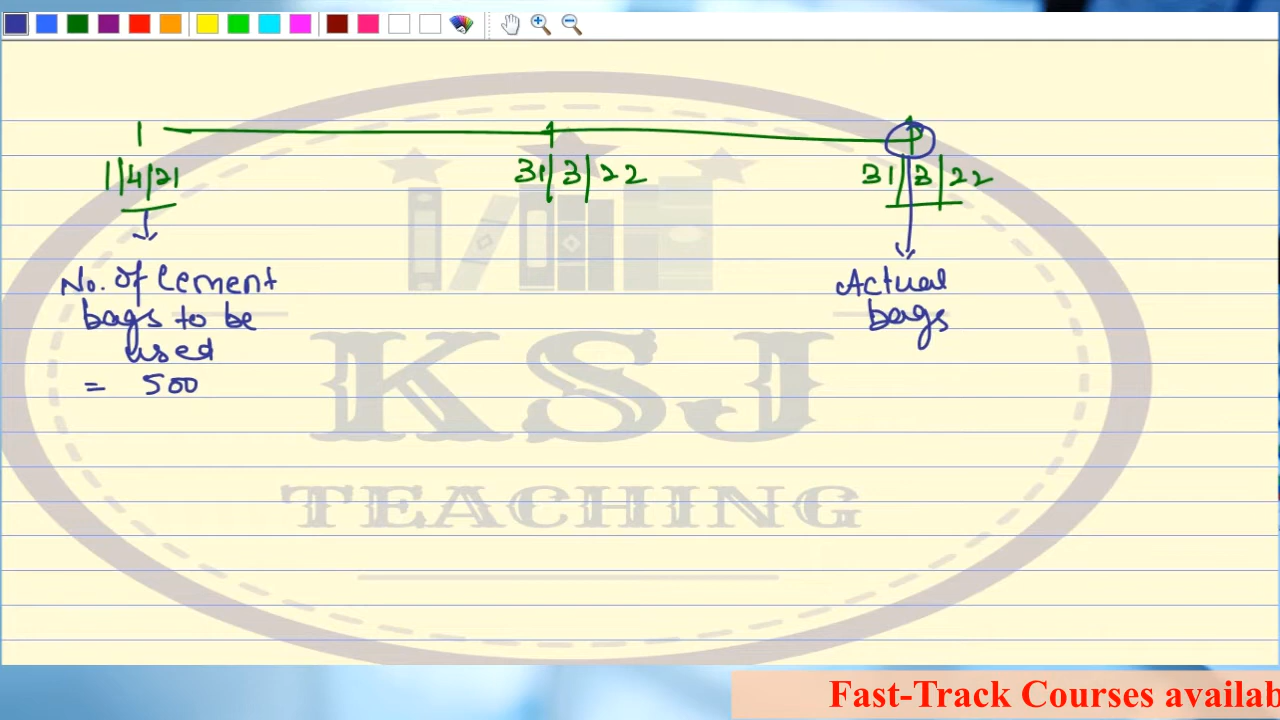 1|4|21
31|3|22
31|3|22
No. Of Cement
bags to be
used
= 500
Actual
bags
KSJ
TEACHING
Fast-Track Courses availab